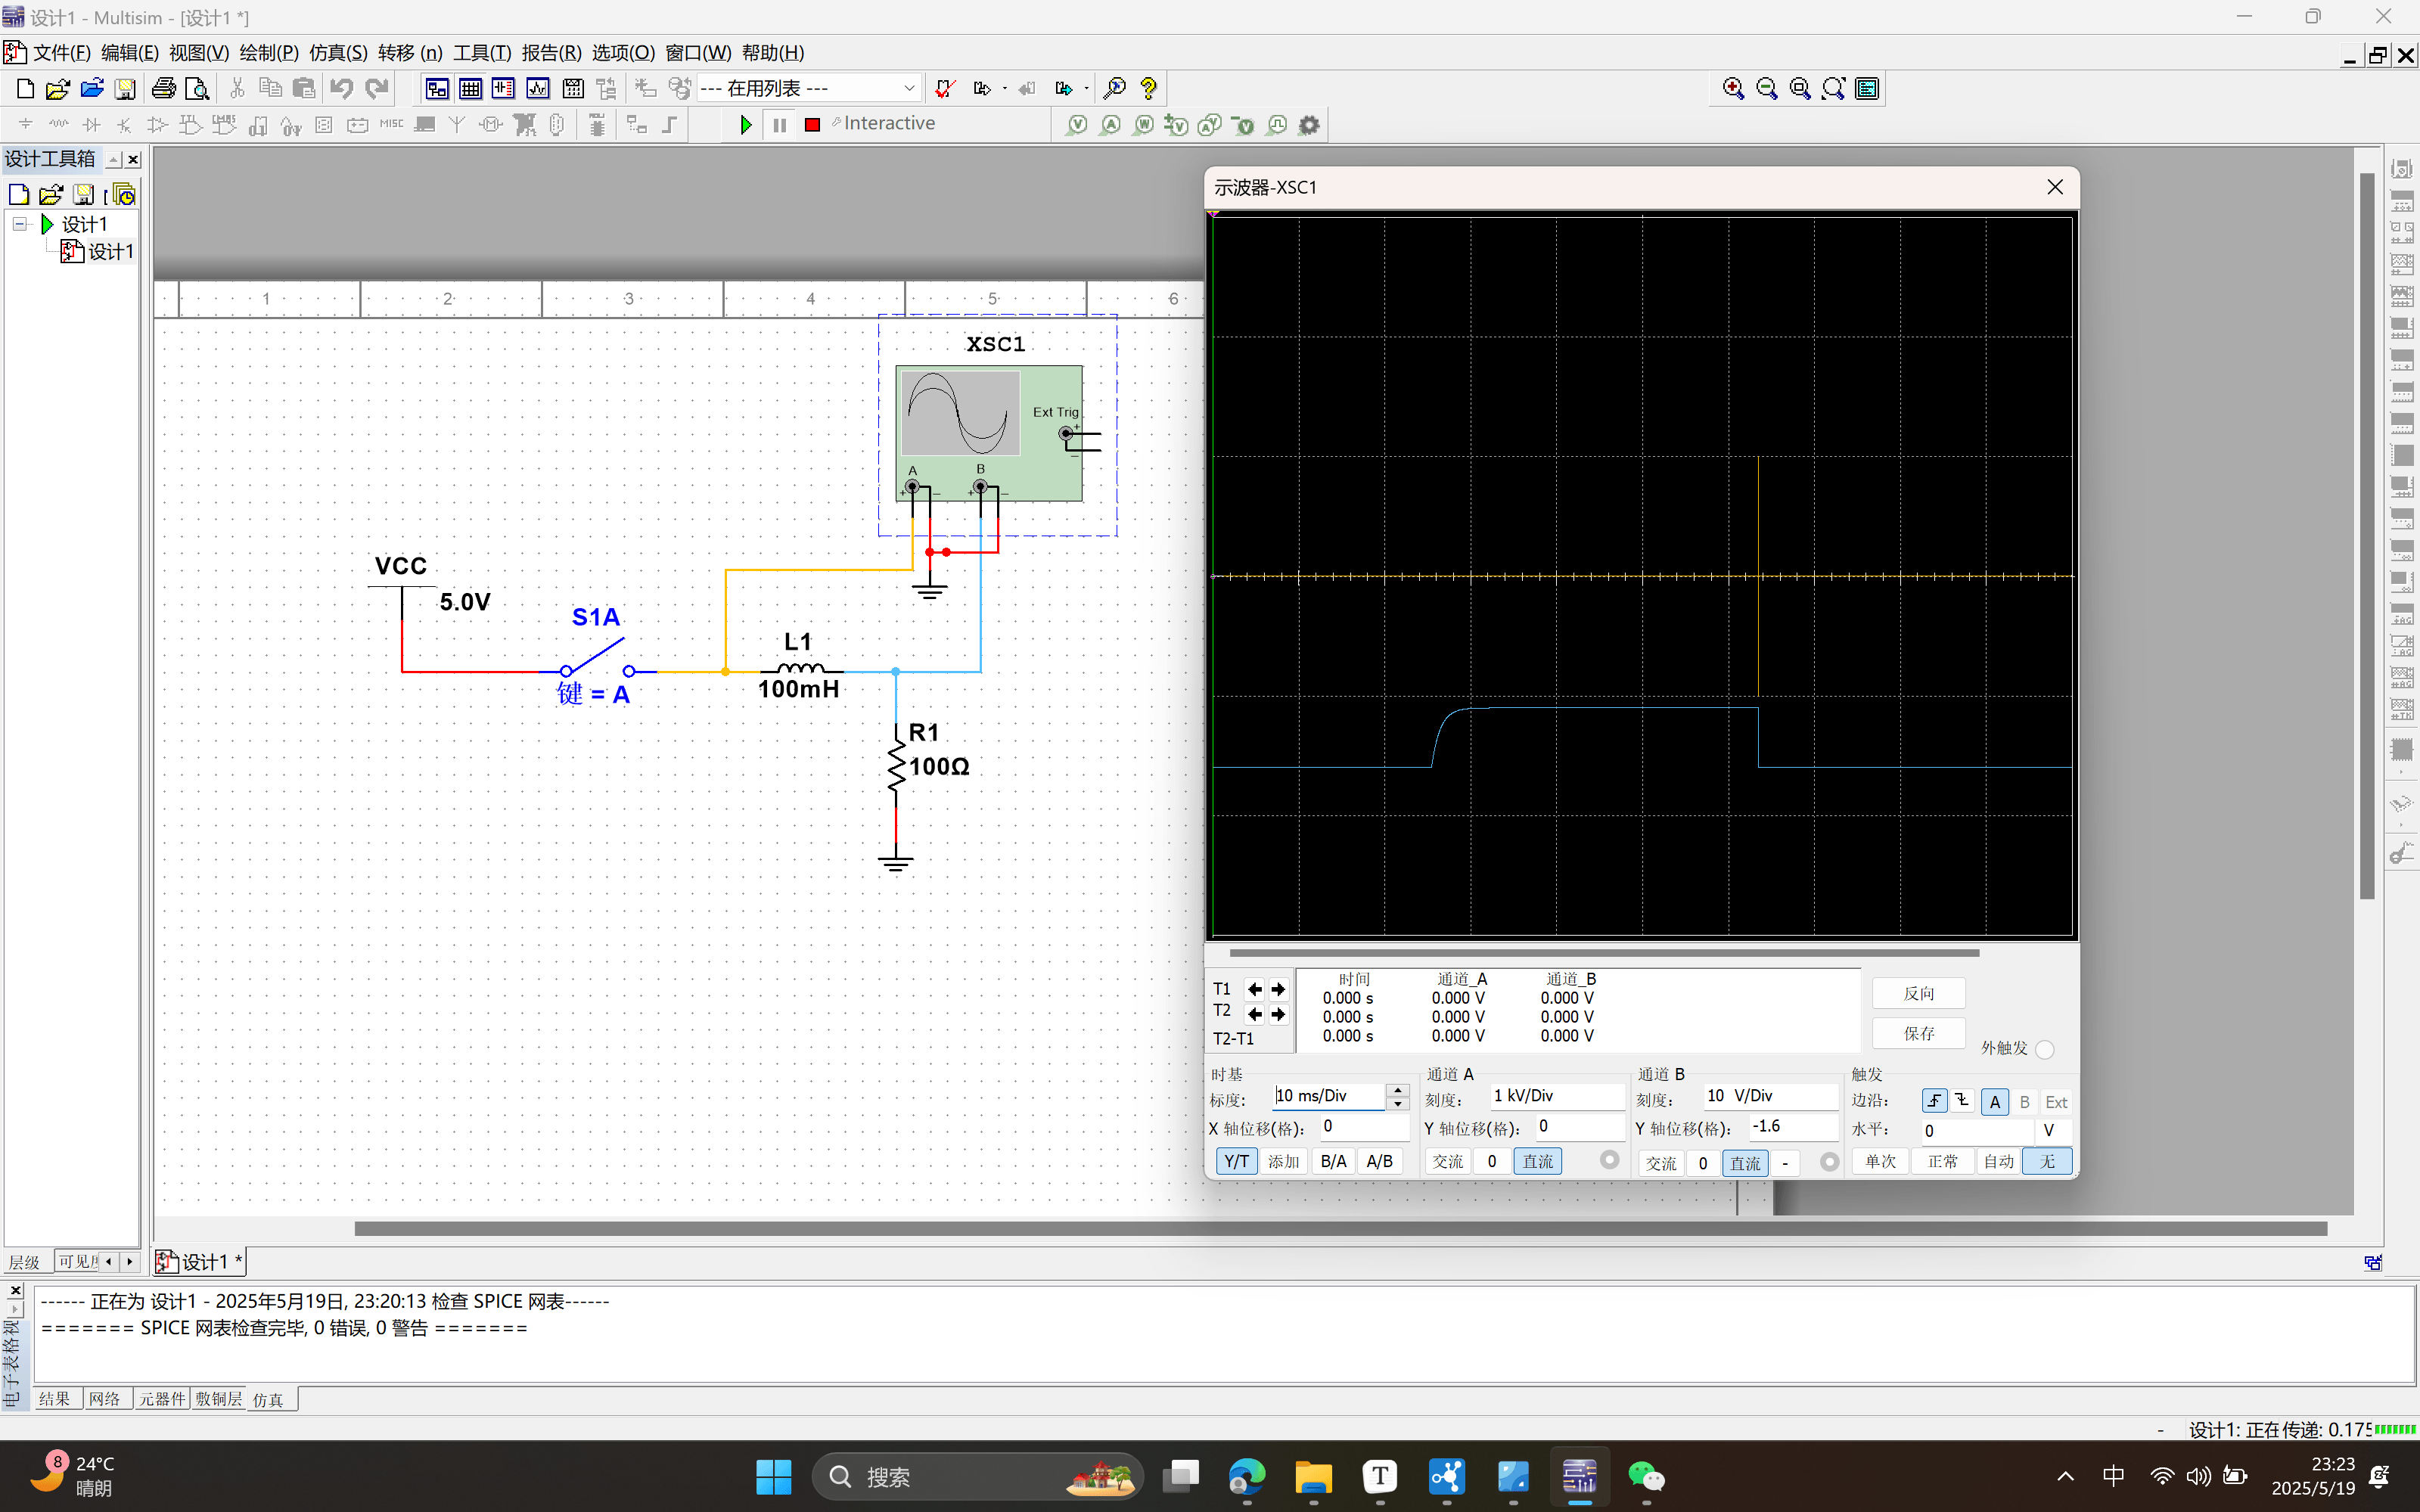 设计1 - Multisim - [设计1 *]
文件(F) 编辑(E) 视图(V) 绘制(P) 仿真(S) 转移 (n) 工具(T) 报告(R) 选项(O) 窗口(W) 帮助(H)
--- 在用列表 ---
MISC
Interactive
设计工具箱
设计1
设计1
1 2 3 4 5 6
XSC1
Ext Trig
A B
VCC
5.0V
S1A
键 = A
L1
100mH
R1
100Ω
示波器-XSC1
时间 通道_A 通道_B
T1 0.000 s 0.000 V 0.000 V
T2 0.000 s 0.000 V 0.000 V
T2-T1 0.000 s 0.000 V 0.000 V
反向
保存
外触发
时基 通道 A 通道 B 触发
标度: 10 ms/Div 刻度: 1 kV/Div 刻度: 10 V/Div 边沿: A B Ext
X 轴位移(格): 0 Y 轴位移(格): 0 Y 轴位移(格): -1.6 水平: 0 V
Y/T 添加 B/A A/B 交流 0 直流 交流 0 直流 - 单次 正常 自动 无
层级 可见
设计1 *
------ 正在为 设计1 - 2025年5月19日, 23:20:13 检查 SPICE 网表------
======= SPICE 网表检查完毕, 0 错误, 0 警告 =======
电子表格视
结果 网络 元器件 敷铜层 仿真
- 设计1: 正在传递: 0.175
8
24°C
晴朗
搜索
T
中
23:23
2025/5/19